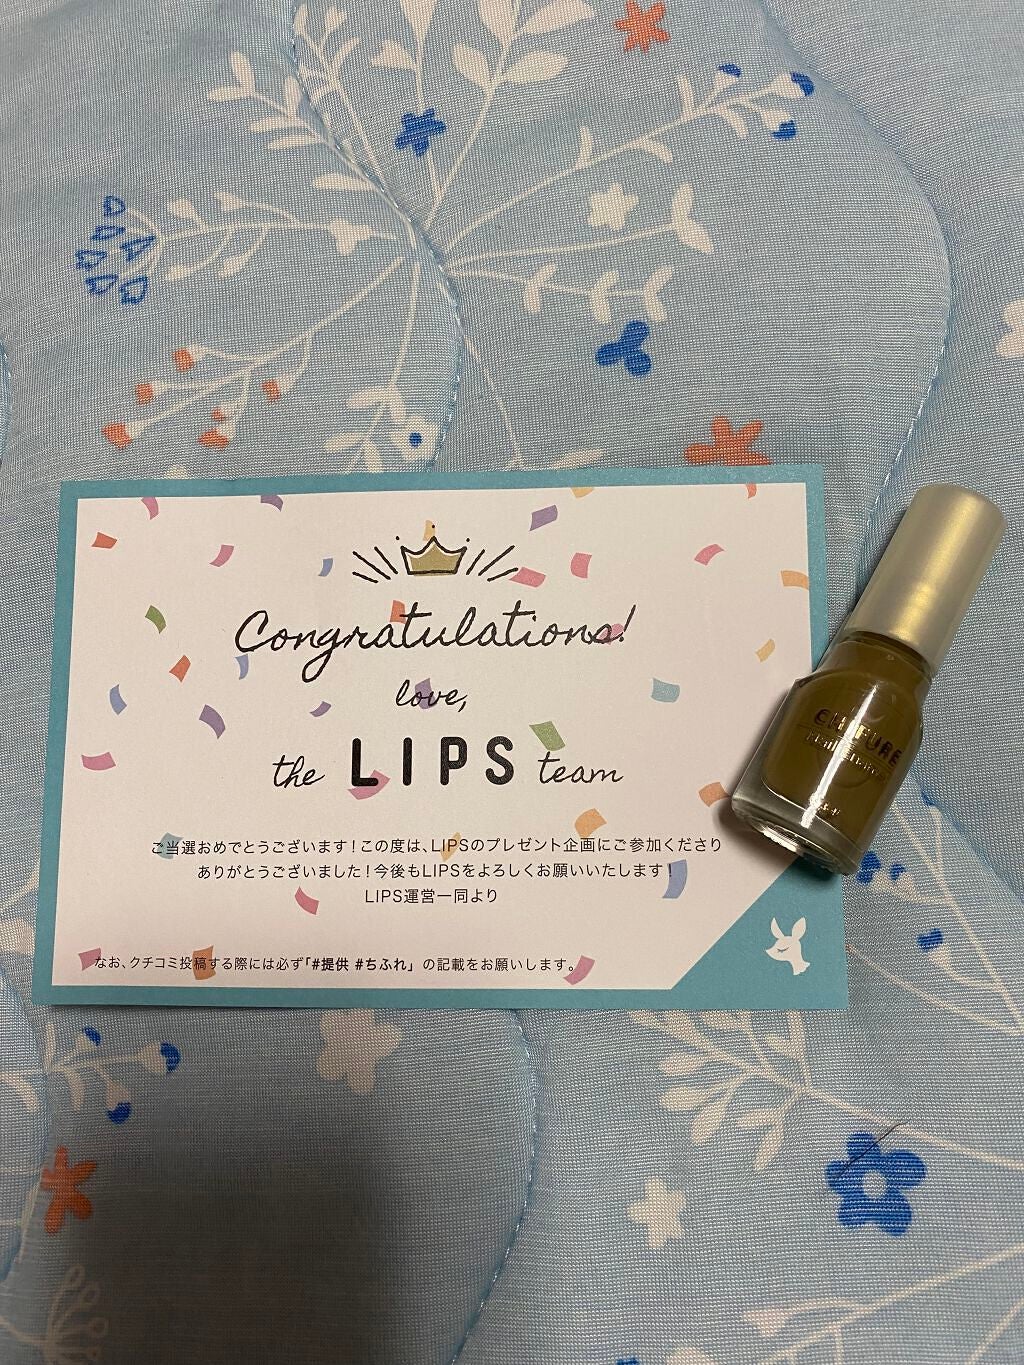 Congratulations!
love,
the LIPS team
ご当選おめでとうございます！この度は、LIPSのプレゼント企画にご参加くださり
ありがとうございました！今後もLIPSをよろしくお願いいたします！
LIPS運営一同より
なお、クチコミ投稿する際には必ず「#提供 #ちふれ」の記載をお願いします。
CHIFURE